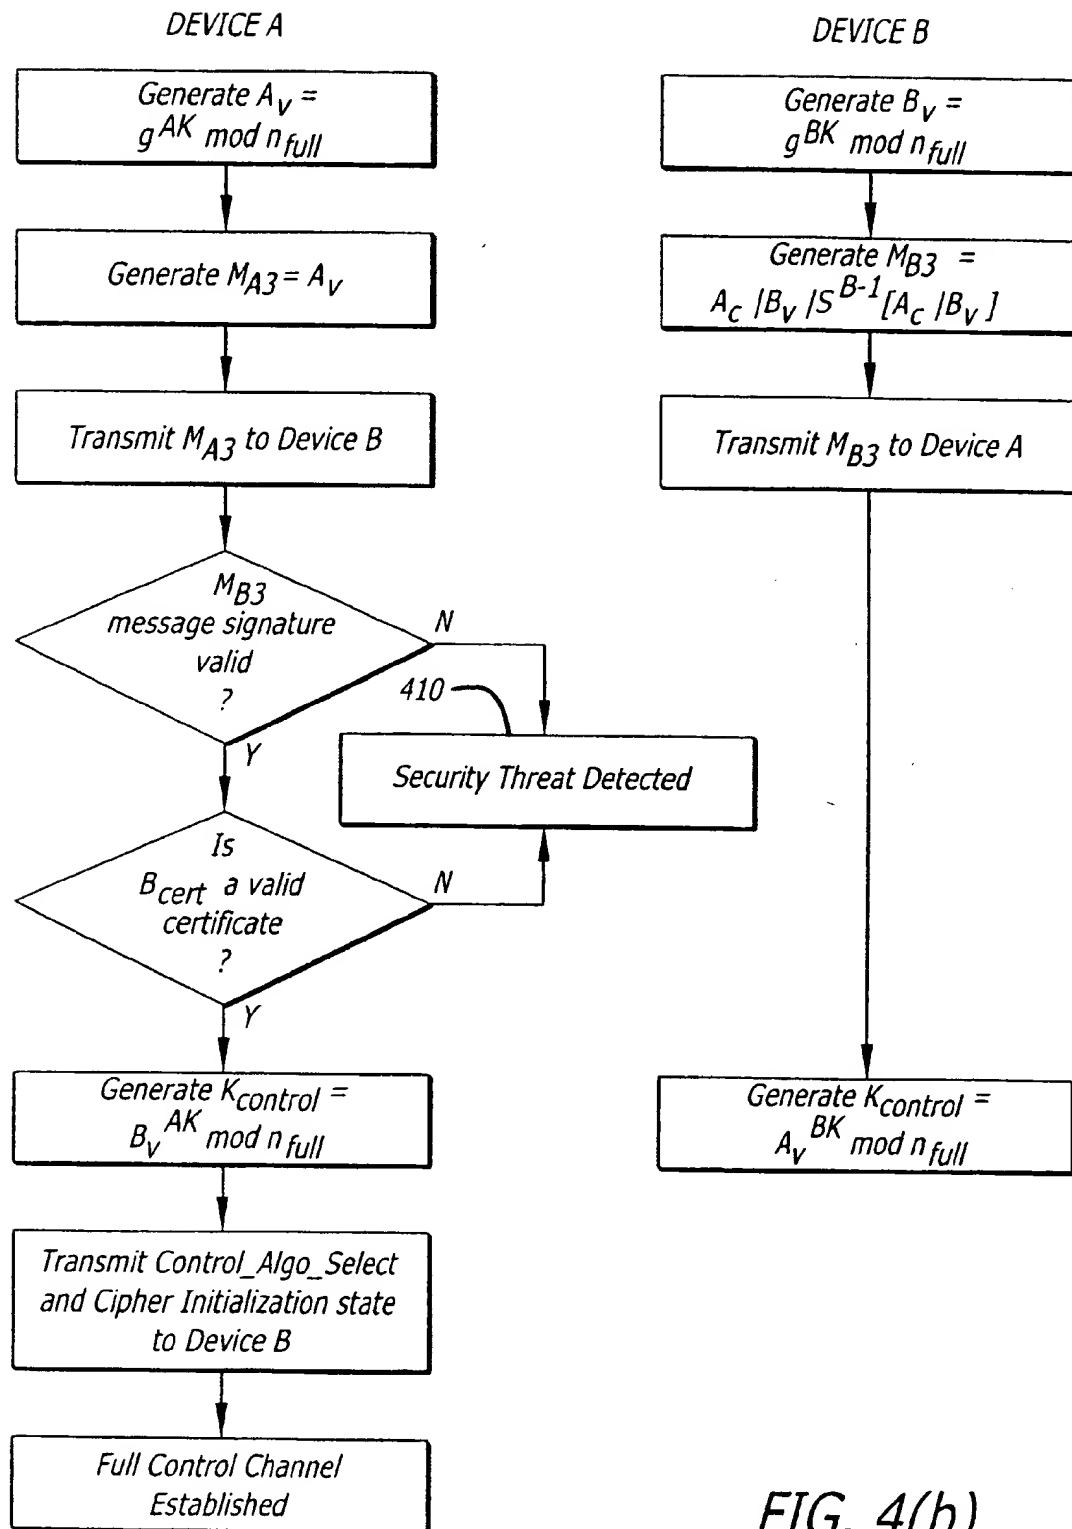 DEVICE A
Generate A_v =
g^AK mod n_full
Generate M_A3 = A_v
Transmit M_A3 to Device B
M_B3
message signature
valid
?
N
Y
410
Security Threat Detected
Is
B_cert a valid
certificate
?
N
Y
Generate K_control =
B_v^AK mod n_full
Transmit Control_Algo_Select
and Cipher Initialization state
to Device B
Full Control Channel
Established
DEVICE B
Generate B_v =
g^BK mod n_full
Generate M_B3 =
A_c |B_v |S^B-1 [A_c |B_v ]
Transmit M_B3 to Device A
Generate K_control =
A_v^BK mod n_full
FIG. 4(b)